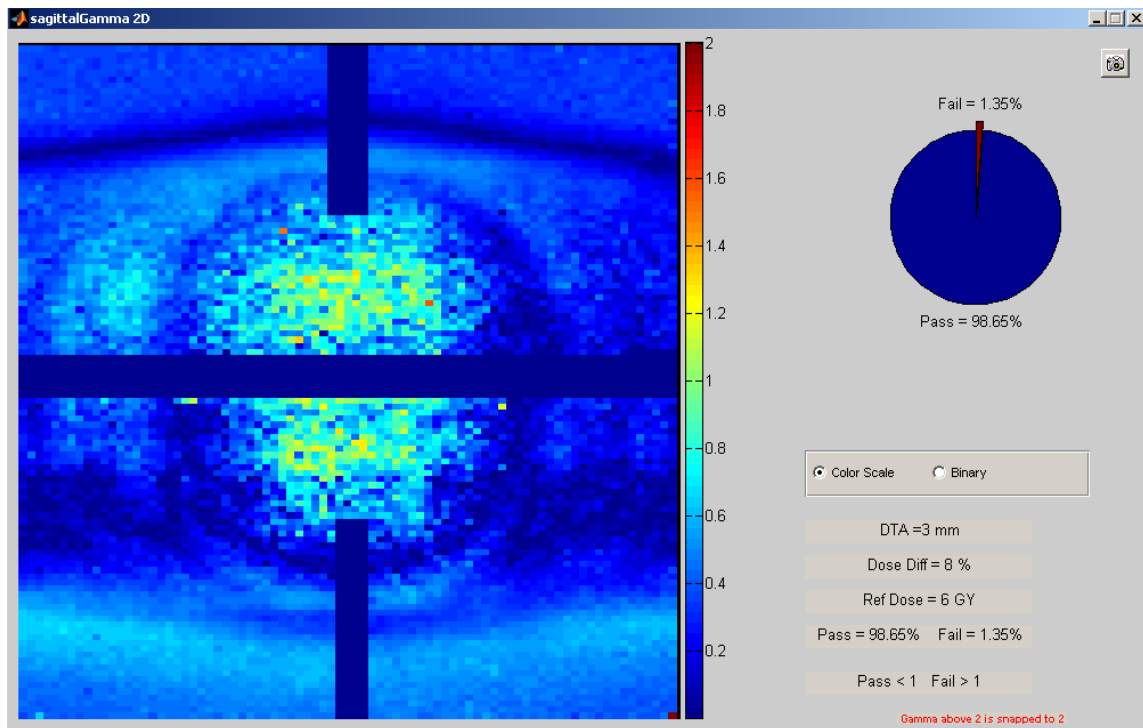 sagittalGamma 2D
2
1.8
1.6
1.4
1.2
1
0.8
0.6
0.4
0.2
Fail = 1.35%
Pass = 98.65%
Color Scale Binary
DTA =3 mm
Dose Diff = 8 %
Ref Dose = 6 GY
Pass = 98.65% Fail = 1.35%
Pass < 1 Fail > 1
Gamma above 2 is snapped to 2